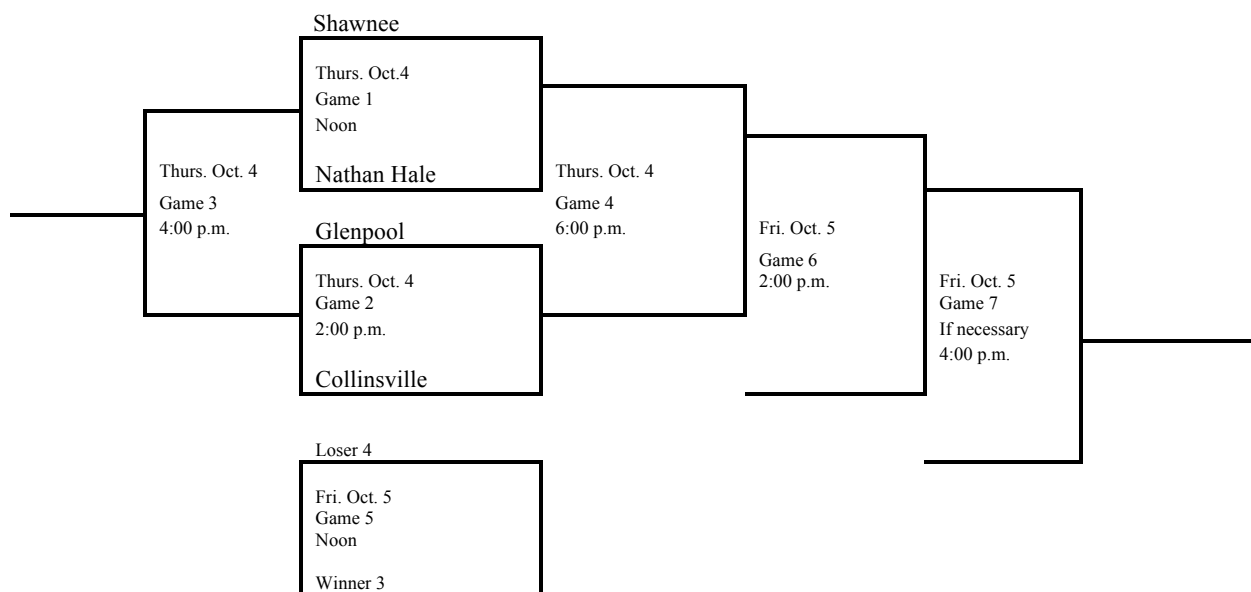 Shawnee
Thurs. Oct.4
Game 1
Noon
Nathan Hale
Thurs. Oct. 4
Game 3
4:00 p.m.
Thurs. Oct. 4
Game 4
6:00 p.m.
Glenpool
Thurs. Oct. 4
Game 2
2:00 p.m.
Collinsville
Fri. Oct. 5
Game 6
2:00 p.m.
Fri. Oct. 5
Game 7
If necessary
4:00 p.m.
Loser 4
Fri. Oct. 5
Game 5
Noon
Winner 3